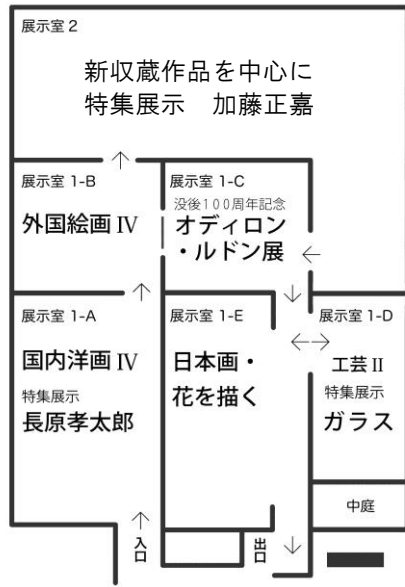 展示室 2
新収蔵作品を中心に
特集展示　加藤正嘉
展示室 1-B
外国絵画 IV
展示室 1-C
没後100周年記念
オディロン
・ルドン展
展示室 1-A
国内洋画 IV
特集展示
長原孝太郎
展示室 1-E
日本画・
花を描く
展示室 1-D
工芸 II
特集展示
ガラス
中庭
入口
出口